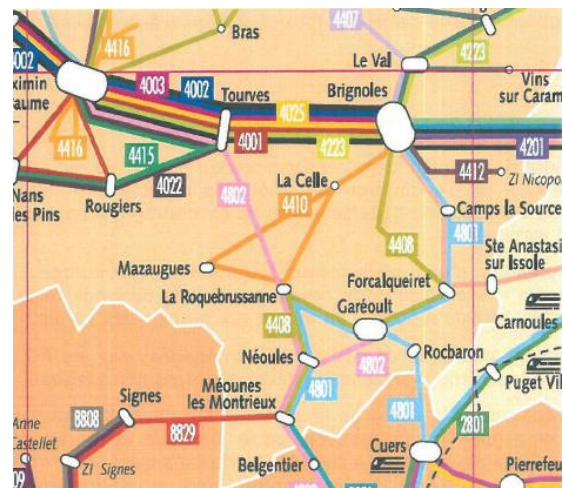 4416
Bras
4407
Le Val
4223
Vins
sur Caram
4002
4003
4002
4025
Brignoles
ximin
aume
Tourves
4001
4223
4201
4416
4415
4022
4412
ZI Nicopol
Nans
les Pins
Rougiers
4802
La Celle
4410
Camps la Source
4801
4408
Ste Anastasi
sur Issole
Mazaugues
La Roquebrussanne
Forcalqueiret
Garéoult
Carnoules
4408
Néoules
4802
Rocbaron
4801
Puget Vil
Méounes
les Montrieux
Signes
8808
8829
4801
2801
Anne
Castellet
ZI Signes
Cuers
Belgentier
Pierrefeu
09